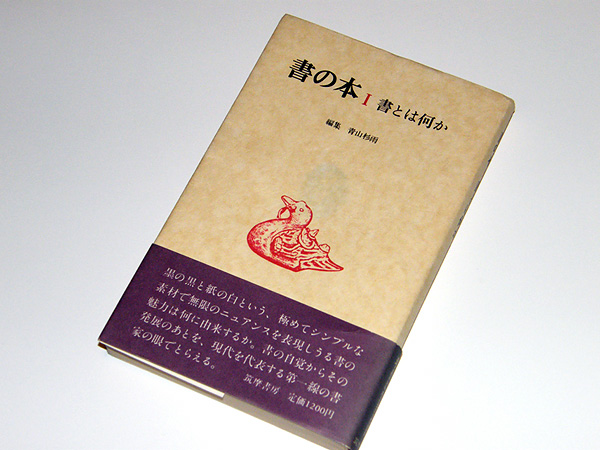 書の本 I 書とは何か
編集 青山杉雨
墨の黒と紙の白という、極めてシンプルな
素材で無限のニュアンスを表現しうる書の
魅力は何に由来するか。書の自覚からその
発展のあとを、現代を代表する第一線の書
家の眼でとらえる。
筑摩書房 定価1200円